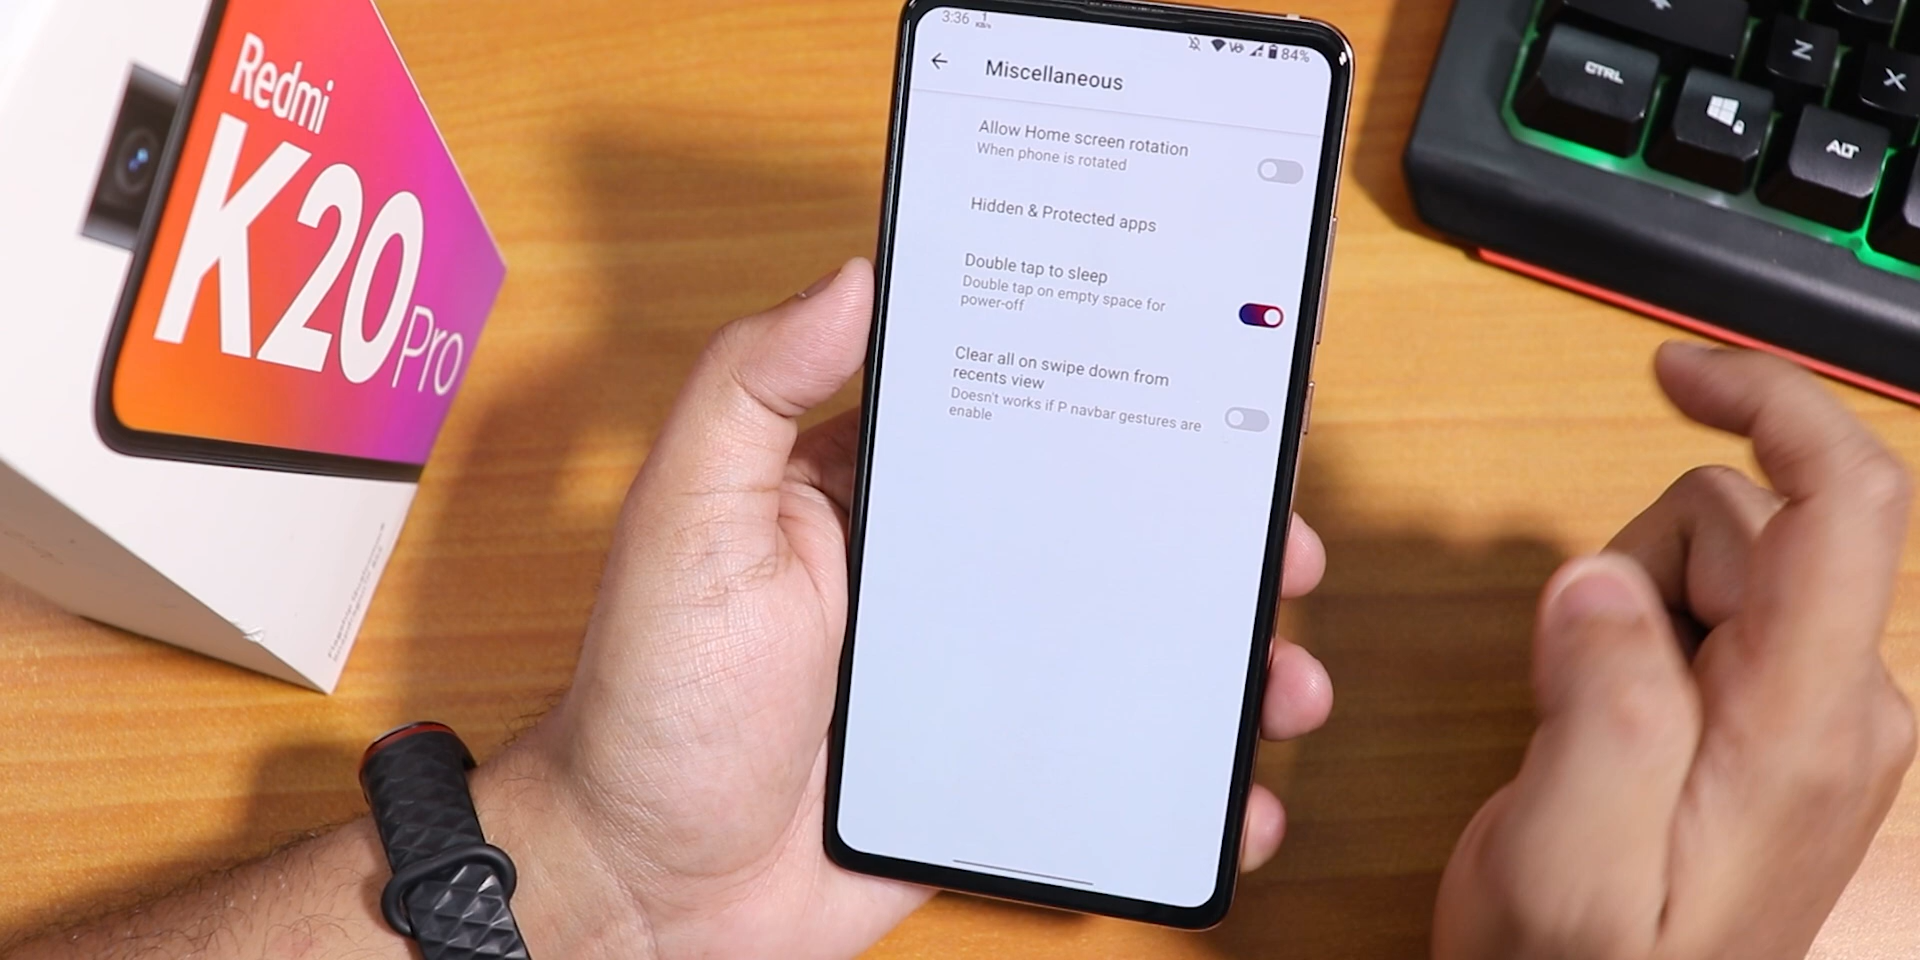 Redmi
K20 Pro
3:36 1
84%
Miscellaneous
Allow Home screen rotation
When phone is rotated
Hidden & Protected apps
Double tap to sleep
Double tap on empty space for
power-off
Clear all on swipe down from
recents view
Doesn't works if P navbar gestures are
enable
CTRL
ALT
Z
X